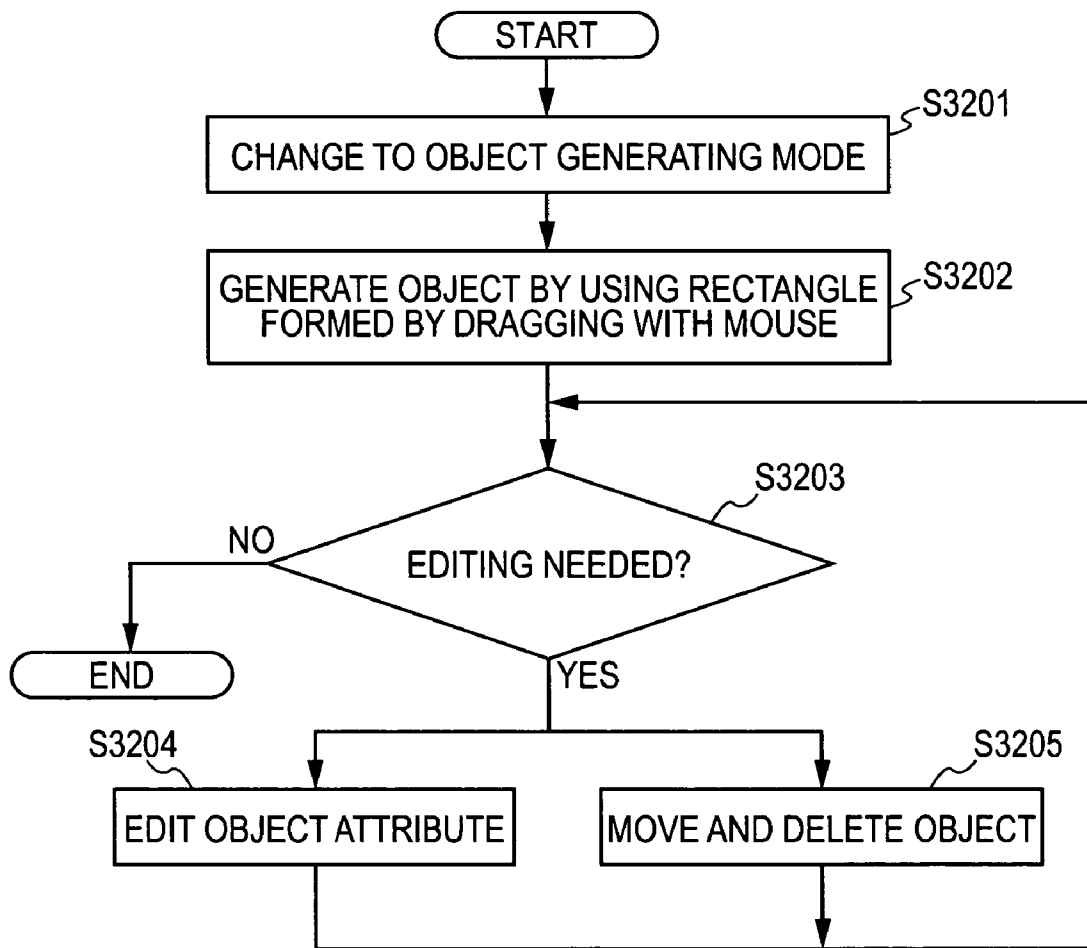 START
S3201
CHANGE TO OBJECT GENERATING MODE
S3202
GENERATE OBJECT BY USING RECTANGLE
FORMED BY DRAGGING WITH MOUSE
S3203
NO
EDITING NEEDED?
END
YES
S3204
S3205
EDIT OBJECT ATTRIBUTE
MOVE AND DELETE OBJECT